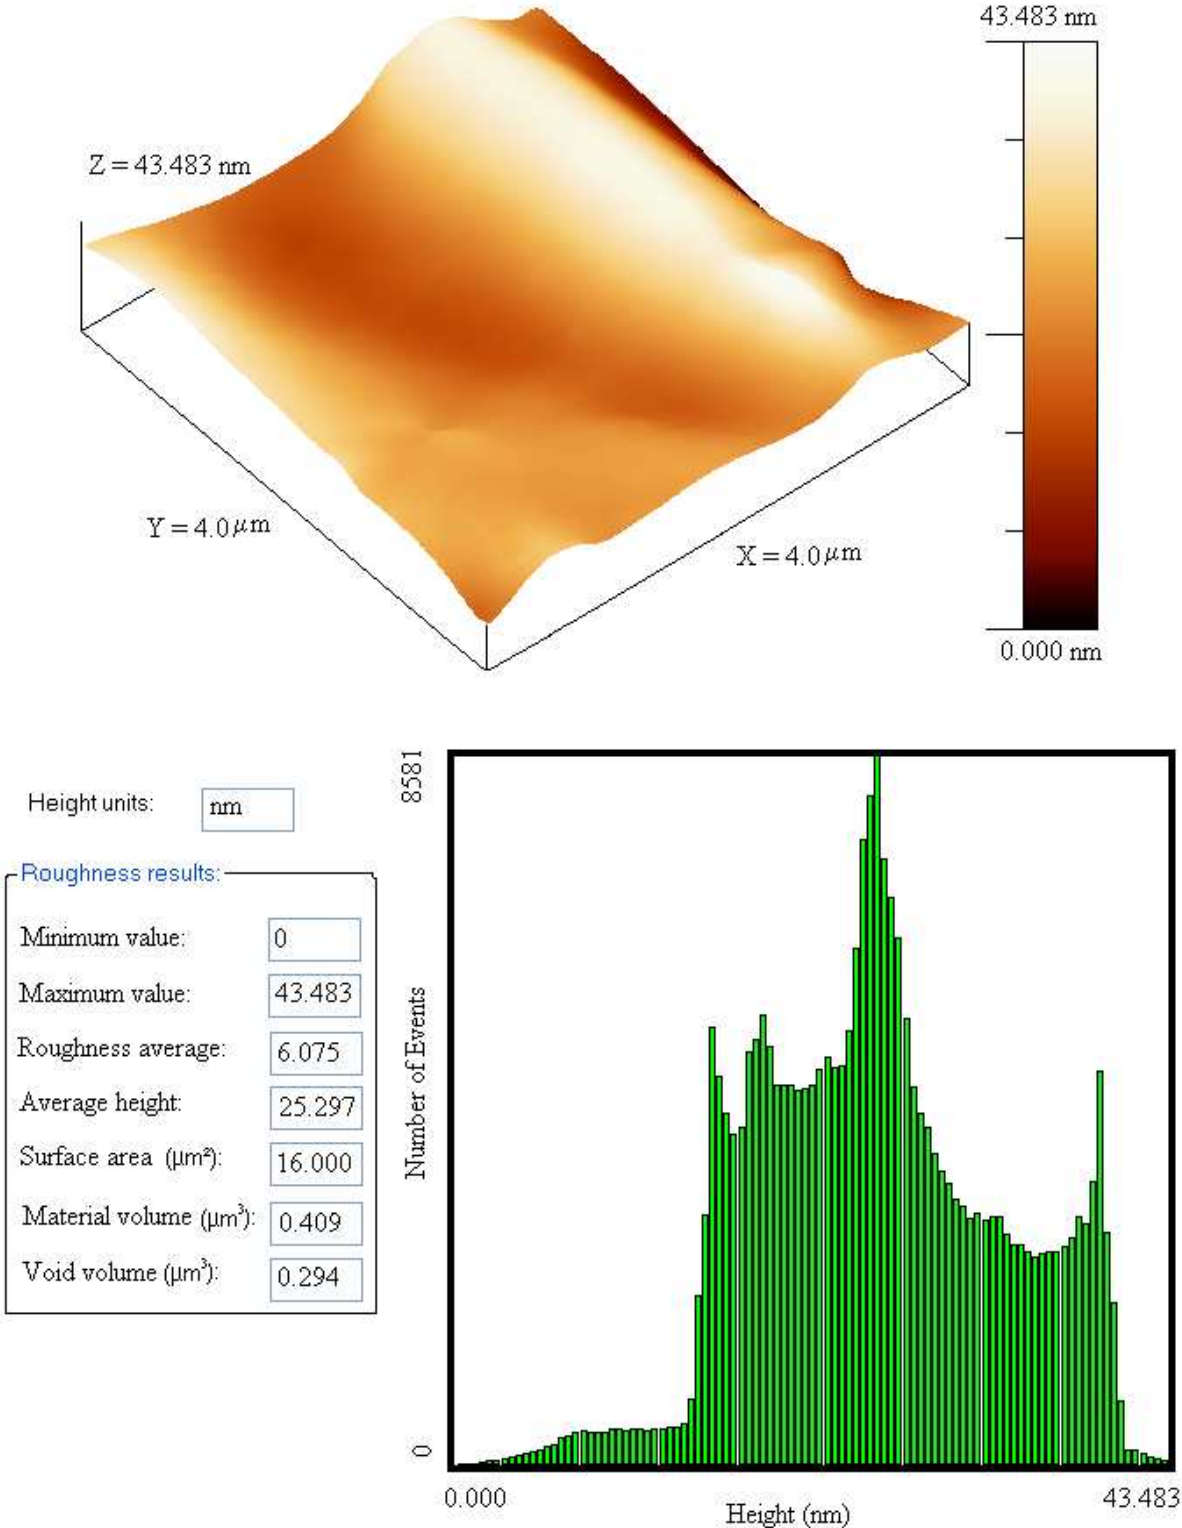 43.483 nm
Z = 43.483 nm
Y = 4.0 μm
X = 4.0 μm
0.000 nm
Height units: nm
Roughness results:
Minimum value: 0
Maximum value: 43.483
Roughness average: 6.075
Average height: 25.297
Surface area (μm²): 16.000
Material volume (μm³): 0.409
Void volume (μm³): 0.294
8581
Number of Events
0
0.000
43.483
Height (nm)